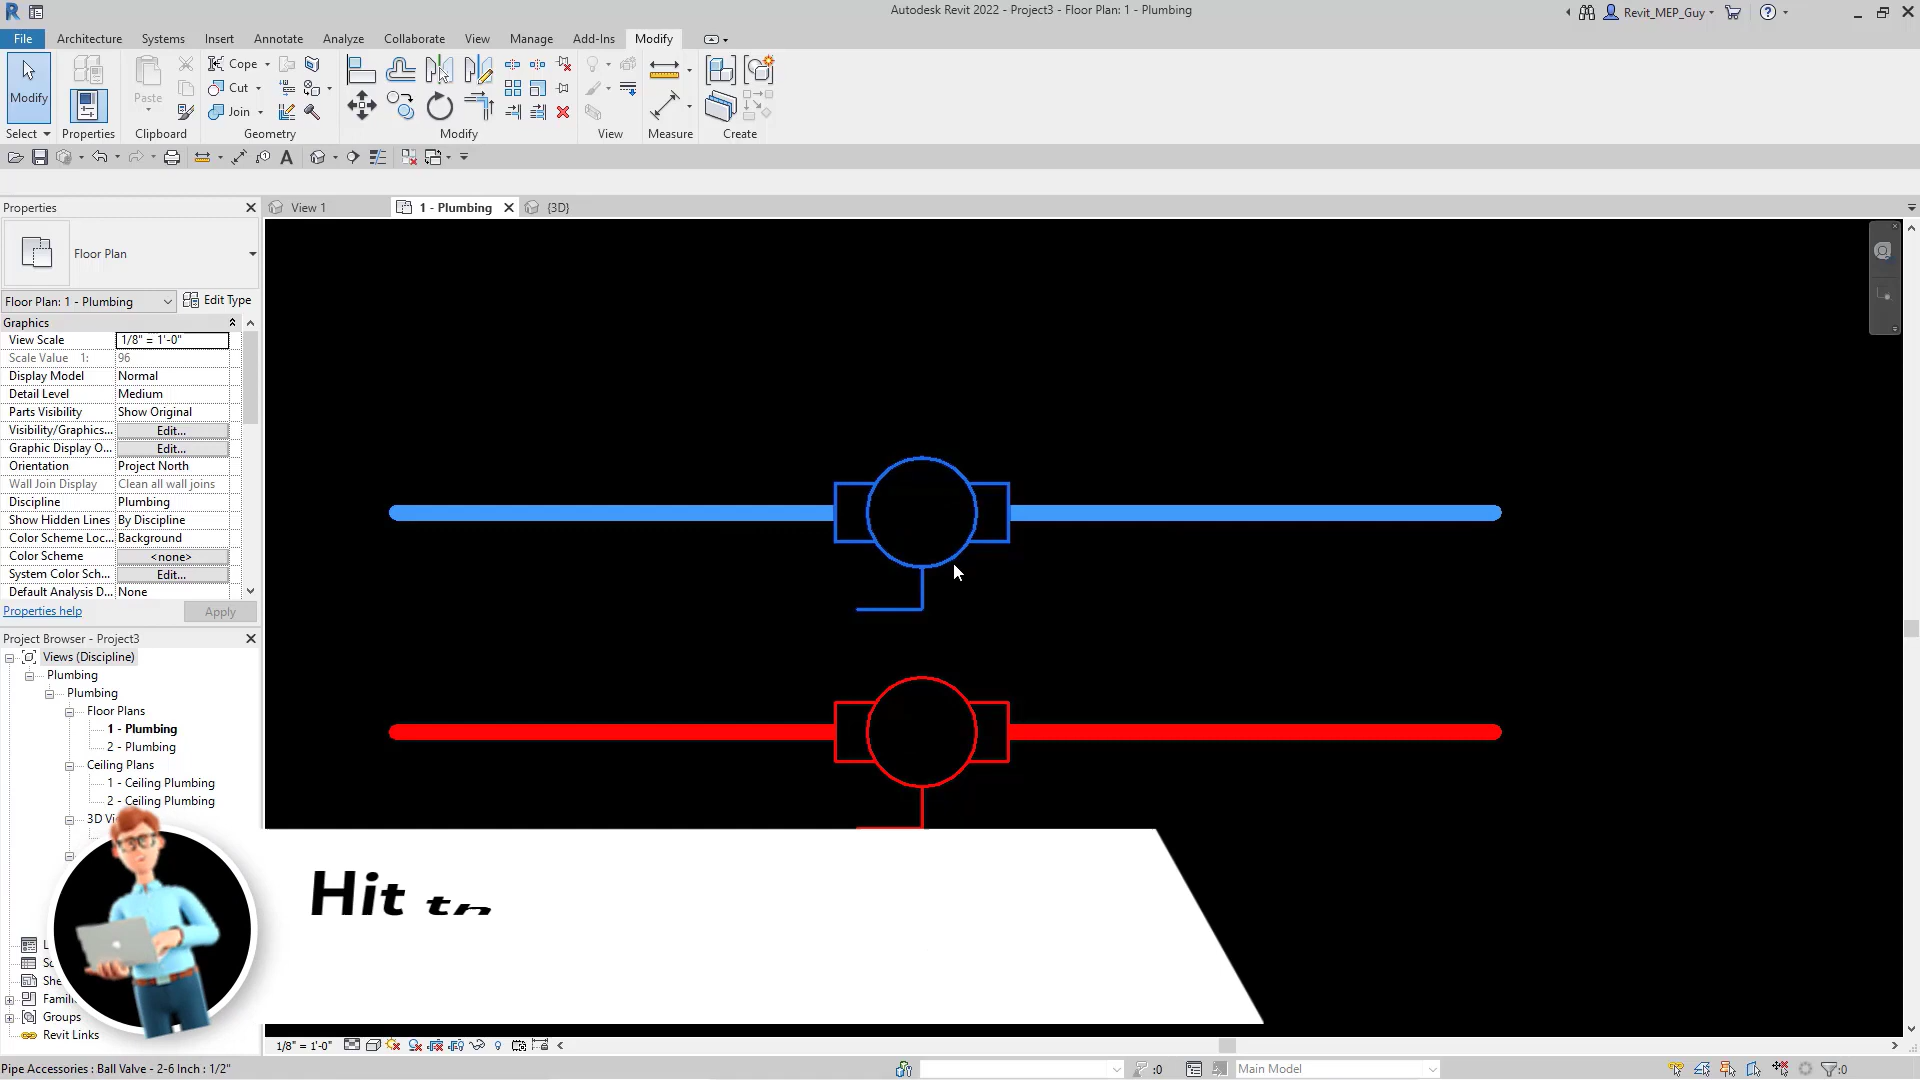 Autodesk Revit 2022 - Project3 - Floor Plan: 1 - Plumbing
Revit_MEP_Guy
File Architecture Systems Insert Annotate Analyze Collaborate View Manage Add-Ins Modify
Modify
Paste
Cope
Cut
Join
Select Properties Clipboard Geometry Modify View Measure Create
Properties
View 1
1 - Plumbing
{3D}
Floor Plan
Floor Plan: 1 - Plumbing
Edit Type
Graphics
View Scale 1/8" = 1'-0"
Scale Value 1: 96
Display Model Normal
Detail Level Medium
Parts Visibility Show Original
Visibility/Graphics... Edit...
Graphic Display O... Edit...
Orientation Project North
Wall Join Display Clean all wall joins
Discipline Plumbing
Show Hidden Lines By Discipline
Color Scheme Loc... Background
Color Scheme <none>
System Color Sch... Edit...
Default Analysis D... None
Properties help
Apply
Project Browser - Project3
Views (Discipline)
Plumbing
Plumbing
Floor Plans
1 - Plumbing
2 - Plumbing
Ceiling Plans
1 - Ceiling Plumbing
2 - Ceiling Plumbing
3D Vi
L
Sc
She
Famili
Groups
Revit Links
Hit
1/8" = 1'-0"
Pipe Accessories : Ball Valve - 2-6 Inch : 1/2"
:0
Main Model
:0